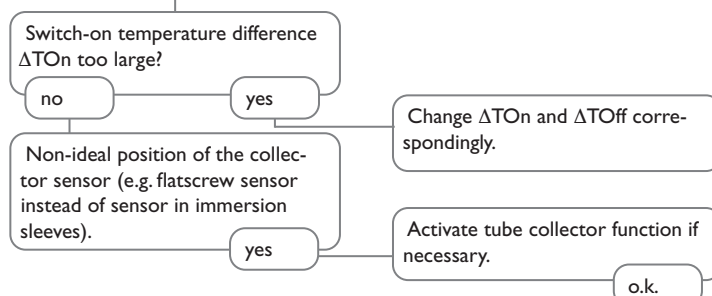 Switch-on temperature difference
ΔTOn too large?
no
yes
Change ΔTOn and ΔTOff corre-
spondingly.
Non-ideal position of the collec-
tor sensor (e.g. flatscrew sensor
instead of sensor in immersion
sleeves).
yes
Activate tube collector function if
necessary.
o.k.